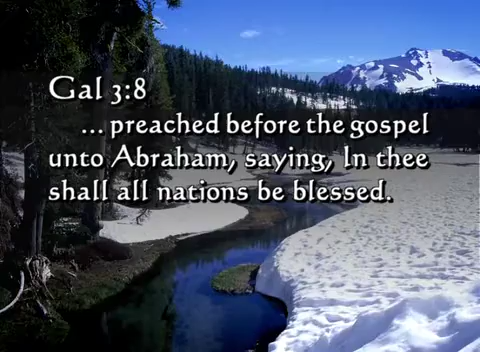 Gal 3:8
... preached before the gospel
unto Abraham, saying, In thee
shall all nations be blessed.